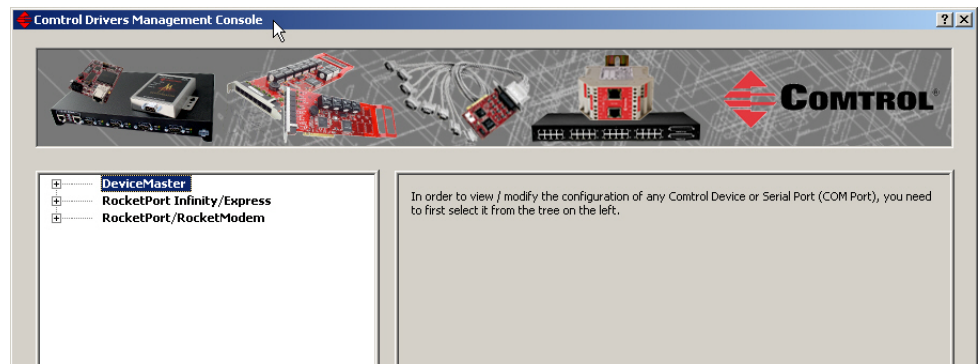 Comtrol Drivers Management Console
COMTROL
DeviceMaster
RocketPort Infinity/Express
RocketPort/RocketModem
In order to view / modify the configuration of any Comtrol Device or Serial Port (COM Port), you need
to first select it from the tree on the left.